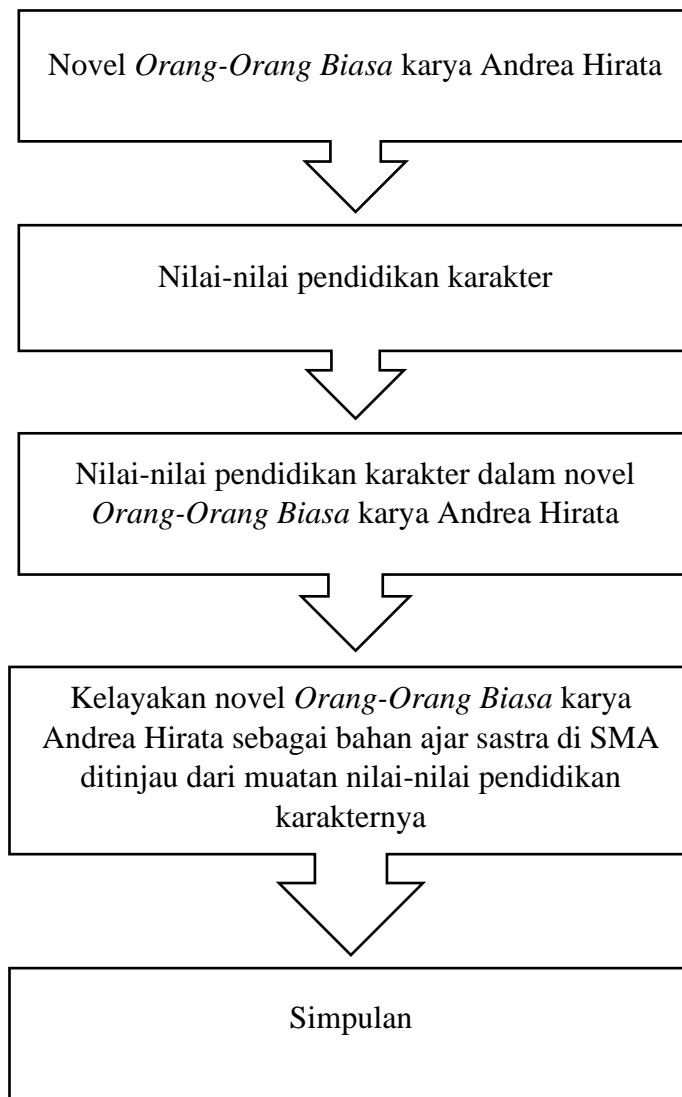 Novel Orang-Orang Biasa karya Andrea Hirata
Nilai-nilai pendidikan karakter
Nilai-nilai pendidikan karakter dalam novel
Orang-Orang Biasa karya Andrea Hirata
Kelayakan novel Orang-Orang Biasa karya
Andrea Hirata sebagai bahan ajar sastra di SMA
ditinjau dari muatan nilai-nilai pendidikan
karakternya
Simpulan